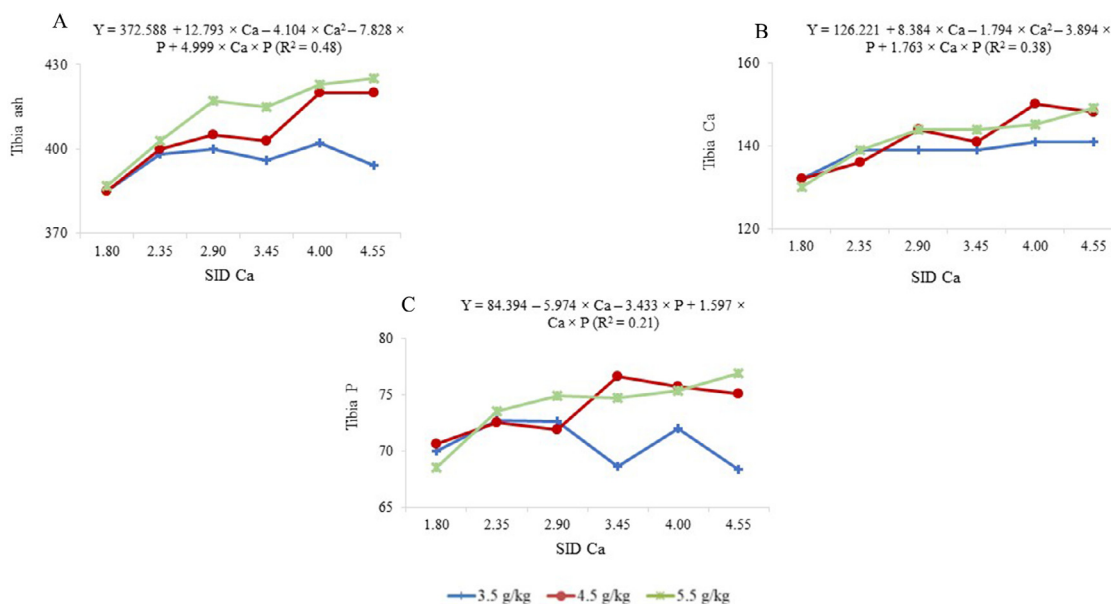 A
Y = 372.588 + 12.793 × Ca – 4.104 × Ca² – 7.828 ×
P + 4.999 × Ca × P (R² = 0.48)
430
400
370
Tibia ash
1.80 2.35 2.90 3.45 4.00 4.55
SID Ca
B
Y = 126.221 + 8.384 × Ca – 1.794 × Ca² – 3.894 ×
P + 1.763 × Ca × P (R² = 0.38)
160
140
120
Tibia Ca
1.80 2.35 2.90 3.45 4.00 4.55
SID Ca
C
Y = 84.394 – 5.974 × Ca – 3.433 × P + 1.597 ×
Ca × P (R² = 0.21)
80
75
70
65
Tibia P
1.80 2.35 2.90 3.45 4.00 4.55
SID Ca
3.5 g/kg 4.5 g/kg 5.5 g/kg